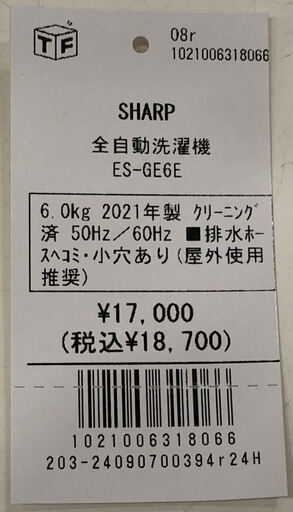 TF
08r
1021006318066
SHARP
全自動洗濯機
ES-GE6E
6.0kg 2021年製 ｸﾘｰﾆﾝｸﾞ
済 50Hz／60Hz ■排水ﾎｰ
ｽﾍｺﾐ・小穴あり(屋外使用
推奨)
¥17,000
(税込¥18,700)
1021006318066
203-24090700394r24H